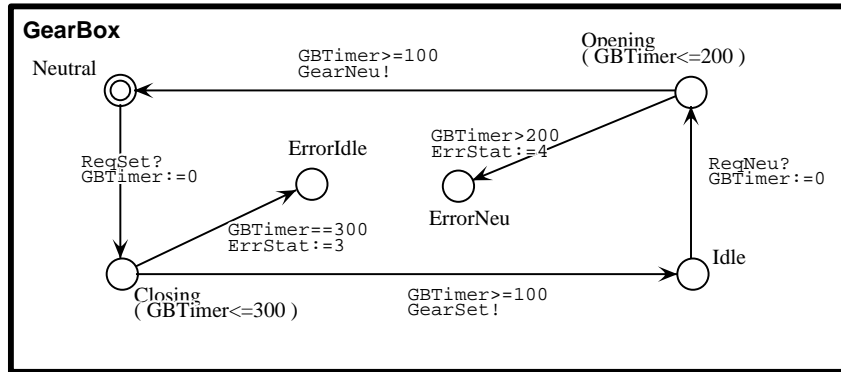 GearBox
Neutral
GBTimer>=100
GearNeu!
Opening
( GBTimer<=200 )
ReqSet?
GBTimer:=0
ErrorIdle
GBTimer>200
ErrStat:=4
ReqNeu?
GBTimer:=0
ErrorNeu
GBTimer==300
ErrStat:=3
Idle
Closing
( GBTimer<=300 )
GBTimer>=100
GearSet!